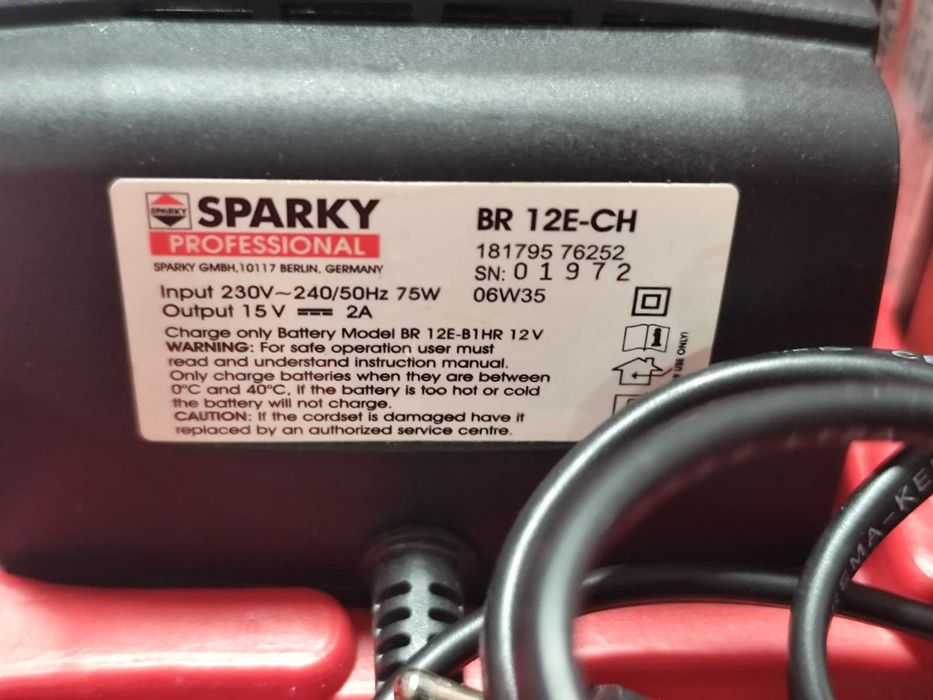 SPARKY
SPARKY
PROFESSIONAL
SPARKY GMBH,10117 BERLIN, GERMANY
BR 12E-CH
181795 76252
SN: 01972
06W35
Input 230V~240/50Hz 75W
Output 15V ⎓ 2A
Charge only Battery Model BR 12E-B1HR 12V
WARNING: For safe operation user must
read and understand instruction manual.
Only charge batteries when they are between
0°C and 40°C, If the battery is too hot or cold
the battery will not charge.
CAUTION: If the cordset is damaged have it
replaced by an authorized service centre.
USE ONLY!